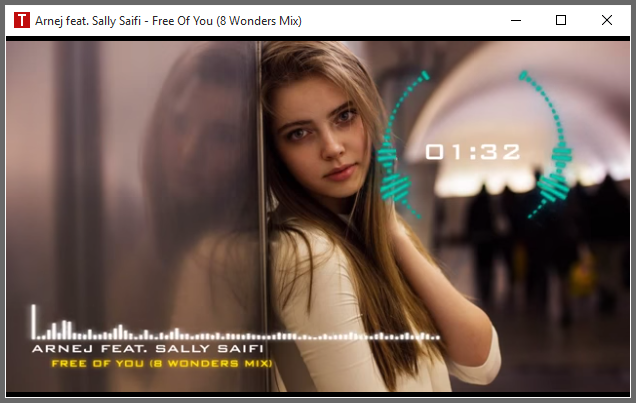 T Arnej feat. Sally Saifi - Free Of You (8 Wonders Mix)
01:32
ARNEJ FEAT. SALLY SAIFI
FREE OF YOU (8 WONDERS MIX)